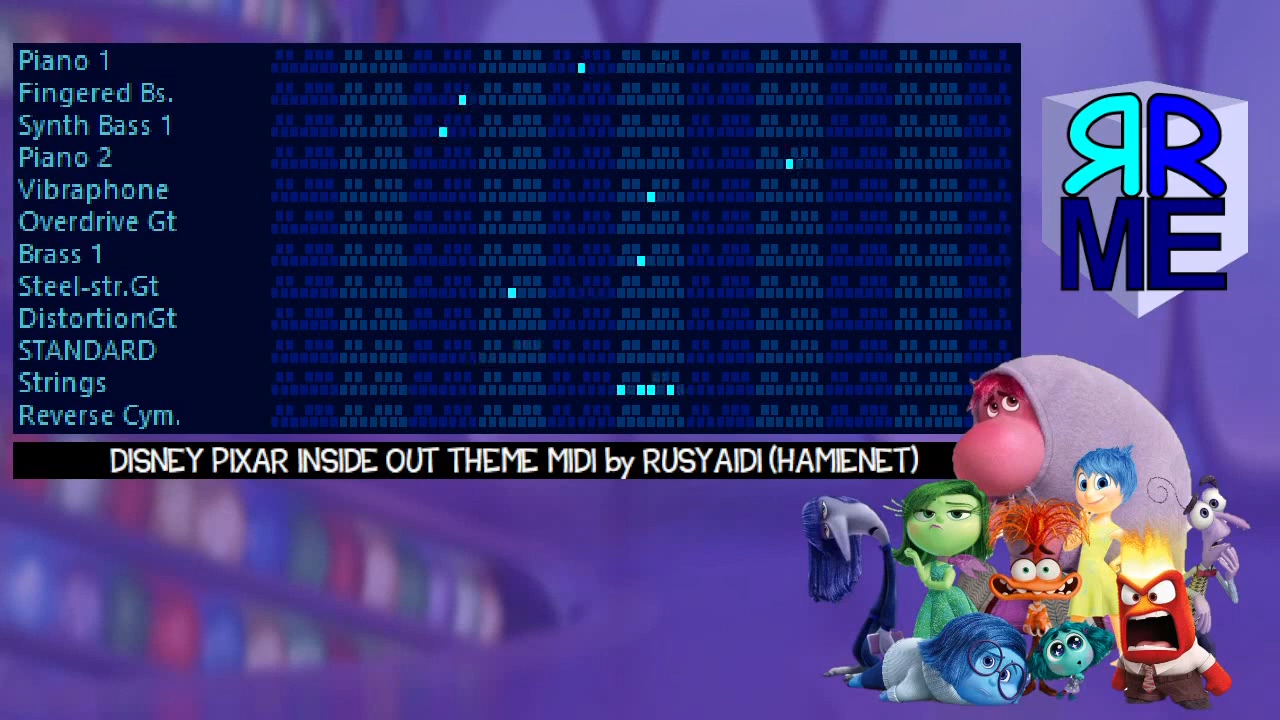 Piano 1
Fingered Bs.
Synth Bass 1
Piano 2
Vibraphone
Overdrive Gt
Brass 1
Steel-str.Gt
DistortionGt
STANDARD
Strings
Reverse Cym.
DISNEY PIXAR INSIDE OUT THEME MIDI by RUSYAIDI (HAMIENET)
RR
ME